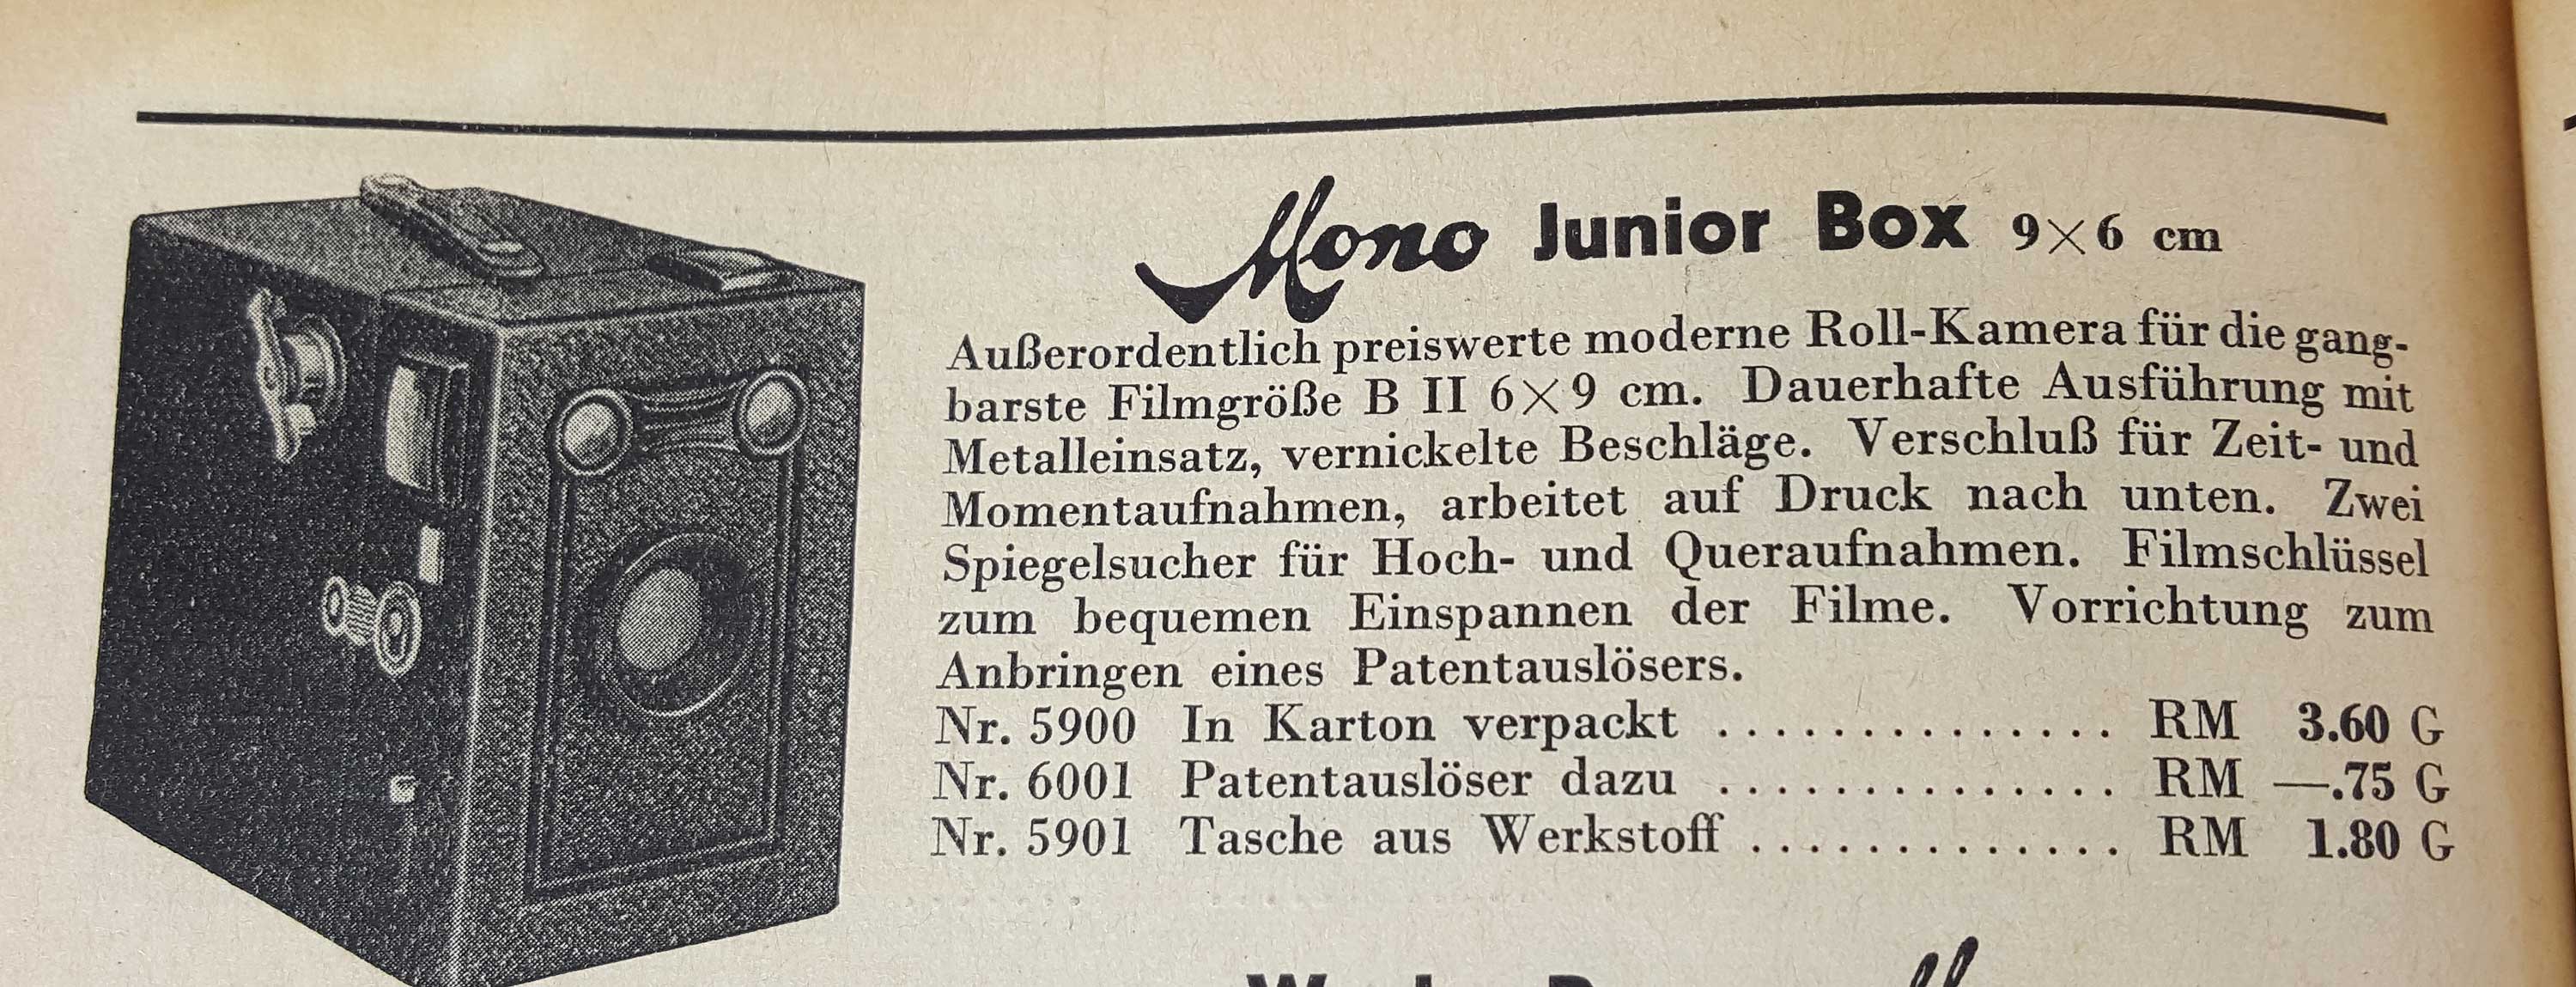 Mono Junior Box 9×6 cm
Außerordentlich preiswerte moderne Roll-Kamera für die gang-
barste Filmgröße B II 6×9 cm. Dauerhafte Ausführung mit
Metalleinsatz, vernickelte Beschläge. Verschluß für Zeit- und
Momentaufnahmen, arbeitet auf Druck nach unten. Zwei
Spiegelsucher für Hoch- und Queraufnahmen. Filmschlüssel
zum bequemen Einspannen der Filme. Vorrichtung zum
Anbringen eines Patentauslösers.
Nr. 5900 In Karton verpackt ............... RM 3.60 G
Nr. 6001 Patentauslöser dazu ............... RM —.75 G
Nr. 5901 Tasche aus Werkstoff ............. RM 1.80 G